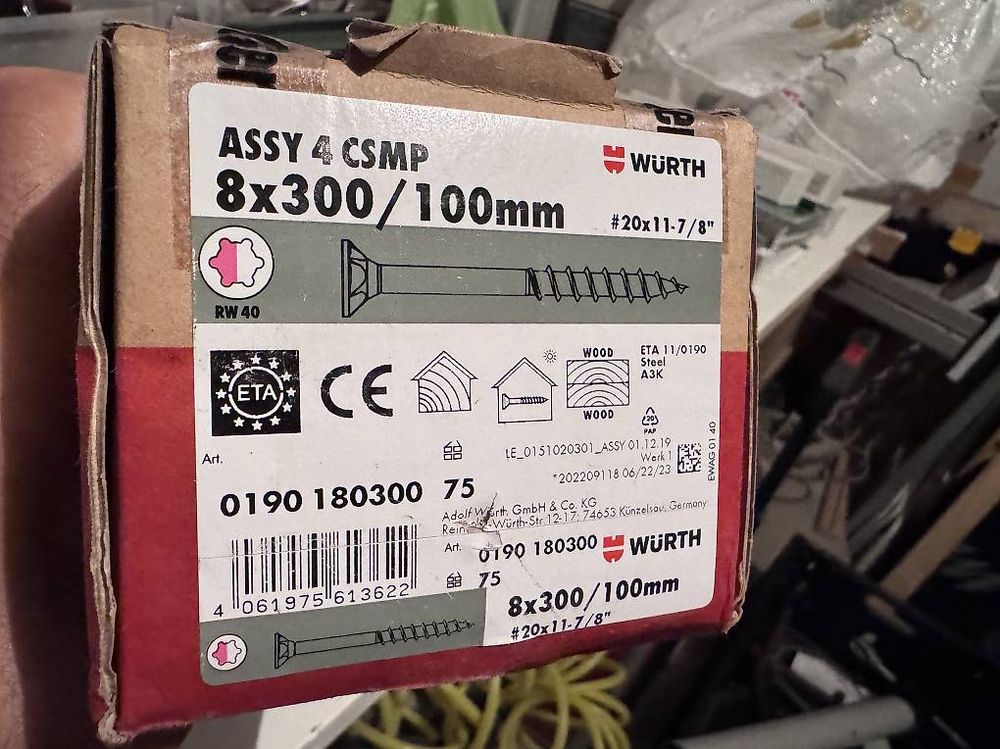 ASSY 4 CSMP
WÜRTH
8x300/100mm
#20x11-7/8"
RW 40
ETA
CE
WOOD
WOOD
ETA 11/0190
Steel
A3K
20
PAP
EWAG 01 40
LE_0151020301_ASSY 01.12.19
Werk 1
*202209118 06/22/23
Art.
0190 180300 75
Adolf Würth GmbH & Co. KG
Reinhold-Würth-Str. 12-17; 74653 Künzelsau, Germany
Art.
0190 180300
WÜRTH
75
8x300/100mm
#20x11-7/8"
4 061975 613622